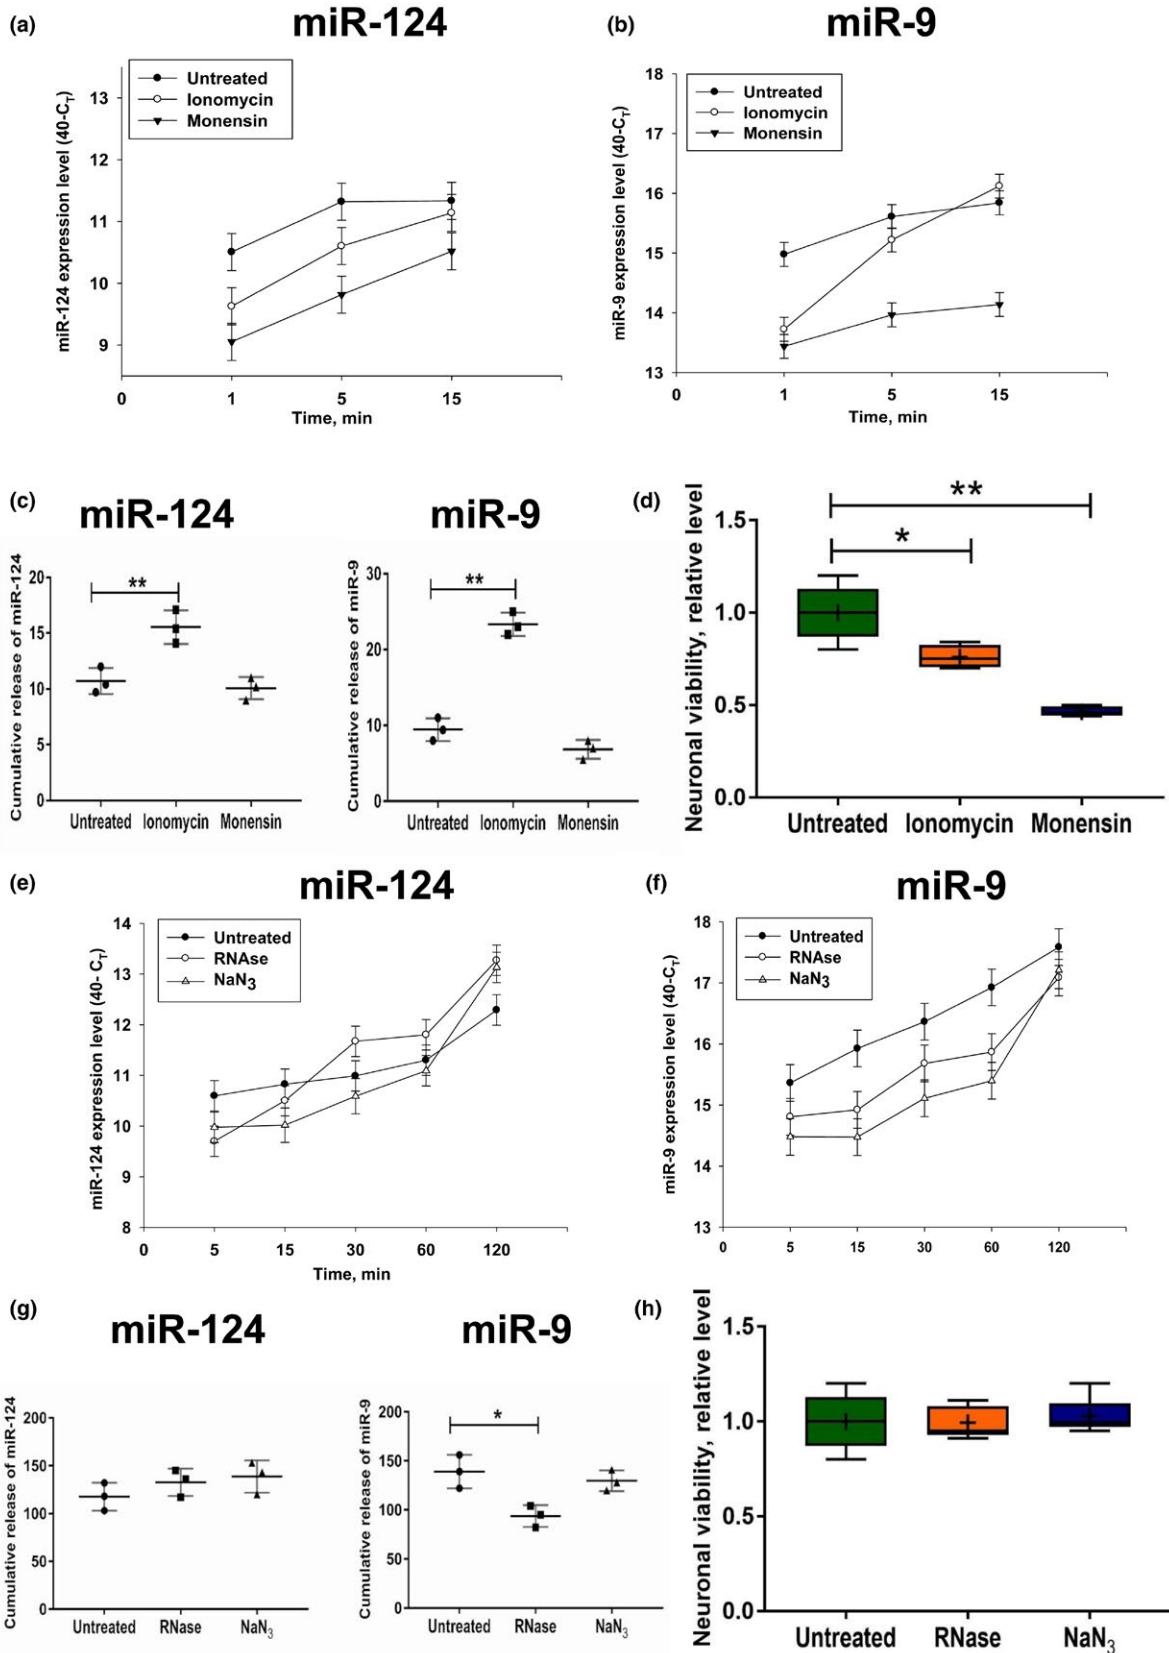 (a)
miR-124
Untreated
Ionomycin
Monensin
miR-124 expression level (40-C_T)
13
12
11
10
9
0 1 5 15
Time, min
(b)
miR-9
Untreated
Ionomycin
Monensin
miR-9 expression level (40-C_T)
18
17
16
15
14
13
0 1 5 15
Time, min
(c)
miR-124
Cumulative release of miR-124
20
15
10
5
0
**
Untreated Ionomycin Monensin
miR-9
Cumulative release of miR-9
30
20
10
0
**
Untreated Ionomycin Monensin
(d)
Neuronal viability, relative level
1.5
1.0
0.5
0.0
**
*
Untreated Ionomycin Monensin
(e)
miR-124
Untreated
RNAse
NaN₃
miR-124 expression level (40- C_T)
14
13
12
11
10
9
8
0 5 15 30 60 120
Time, min
(f)
miR-9
Untreated
RNAse
NaN₃
miR-9 expression level (40-C_T)
18
17
16
15
14
13
0 5 15 30 60 120
(g)
miR-124
Cumulative release of miR-124
200
150
100
50
0
Untreated RNase NaN₃
miR-9
Cumulative release of miR-9
200
150
100
50
0
*
Untreated RNase NaN₃
(h)
Neuronal viability, relative level
1.5
1.0
0.5
0.0
Untreated RNase NaN₃